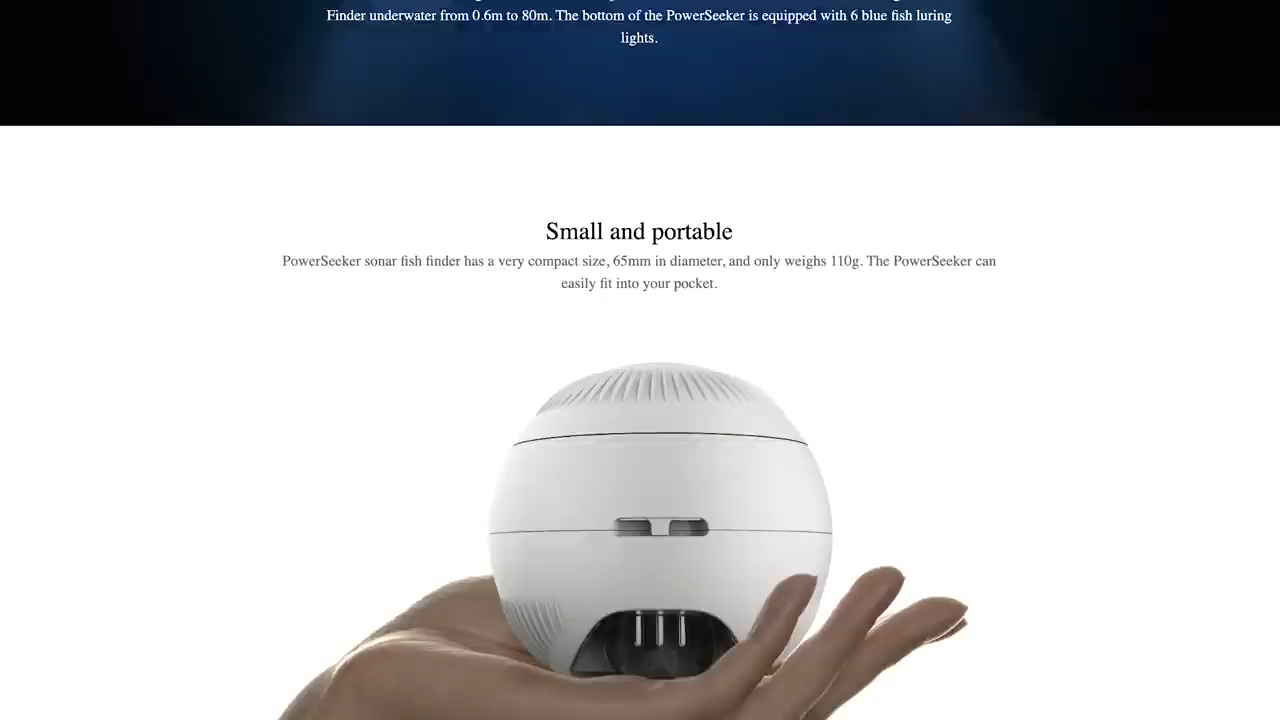 Finder underwater from 0.6m to 80m. The bottom of the PowerSeeker is equipped with 6 blue fish luring
lights.
Small and portable
PowerSeeker sonar fish finder has a very compact size, 65mm in diameter, and only weighs 110g. The PowerSeeker can
easily fit into your pocket.